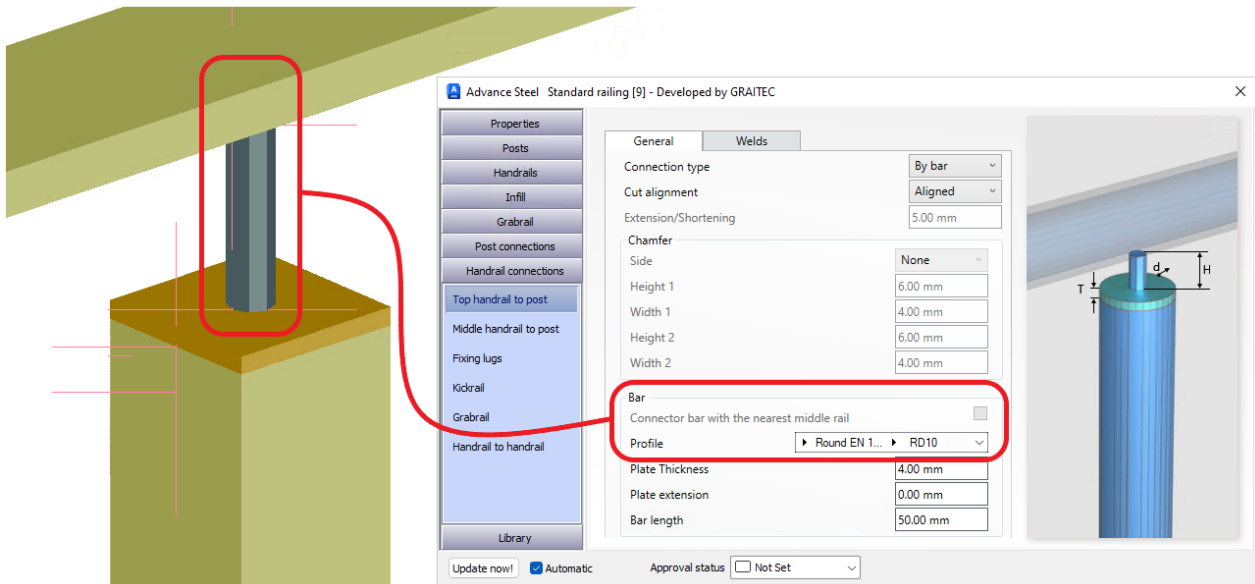 Advance Steel Standard railing [9] - Developed by GRAITEC
Properties
Posts
Handrails
Infill
Grabrail
Post connections
Handrail connections
Top handrail to post
Middle handrail to post
Fixing lugs
Kickrail
Grabrail
Handrail to handrail
Library
General Welds
Connection type By bar
Cut alignment Aligned
Extension/Shortening 5.00 mm
Chamfer
Side None
Height 1 6.00 mm
Width 1 4.00 mm
Height 2 6.00 mm
Width 2 4.00 mm
Bar
Connector bar with the nearest middle rail
Profile Round EN 1... RD10
Plate Thickness 4.00 mm
Plate extension 0.00 mm
Bar length 50.00 mm
d
H
T
Update now! Automatic Approval status Not Set